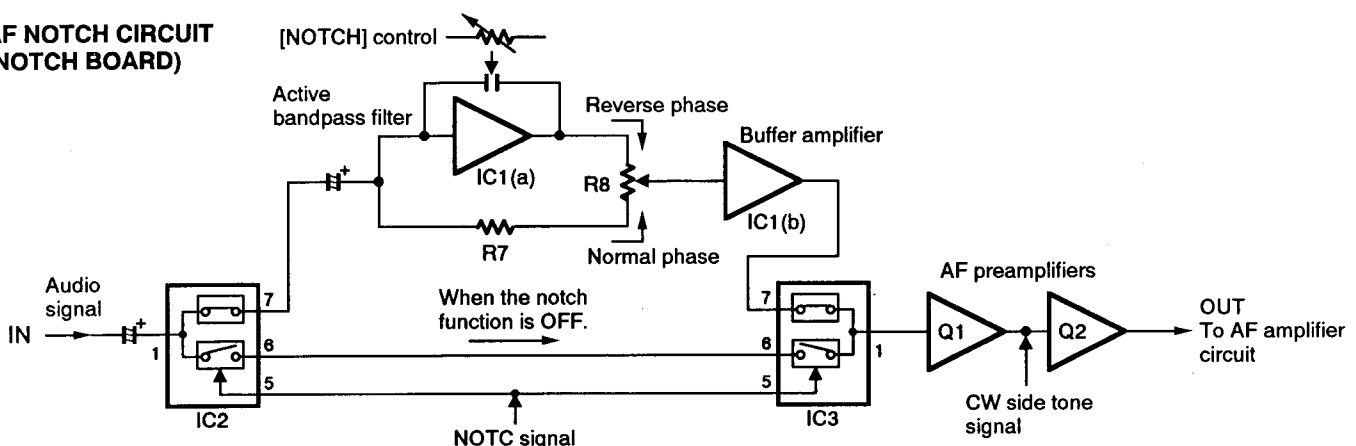 AF NOTCH CIRCUIT
(NOTCH BOARD)
[NOTCH] control
Active
bandpass filter
Reverse phase
Buffer amplifier
IC1(a)
R8
IC1(b)
R7
Normal phase
Audio
signal
IN
+
+
1
7
6
5
IC2
When the notch
function is OFF.
NOTC signal
7
6
5
1
IC3
AF preamplifiers
Q1
Q2
OUT
To AF amplifier
circuit
CW side tone
signal